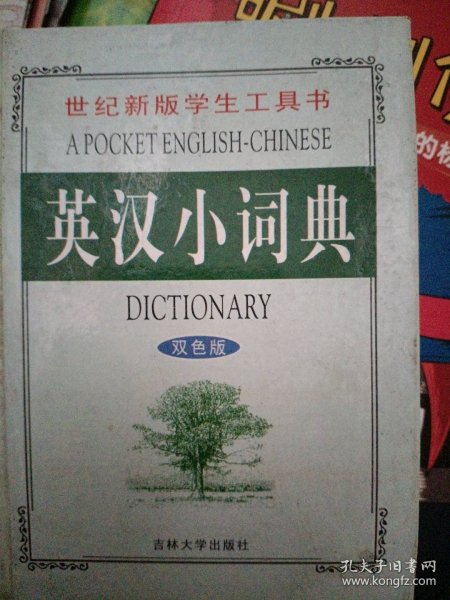 世纪新版学生工具书
A POCKET ENGLISH-CHINESE
英汉小词典
DICTIONARY
双色版
吉林大学出版社
的
孔夫子旧书网
www.kongfz.com